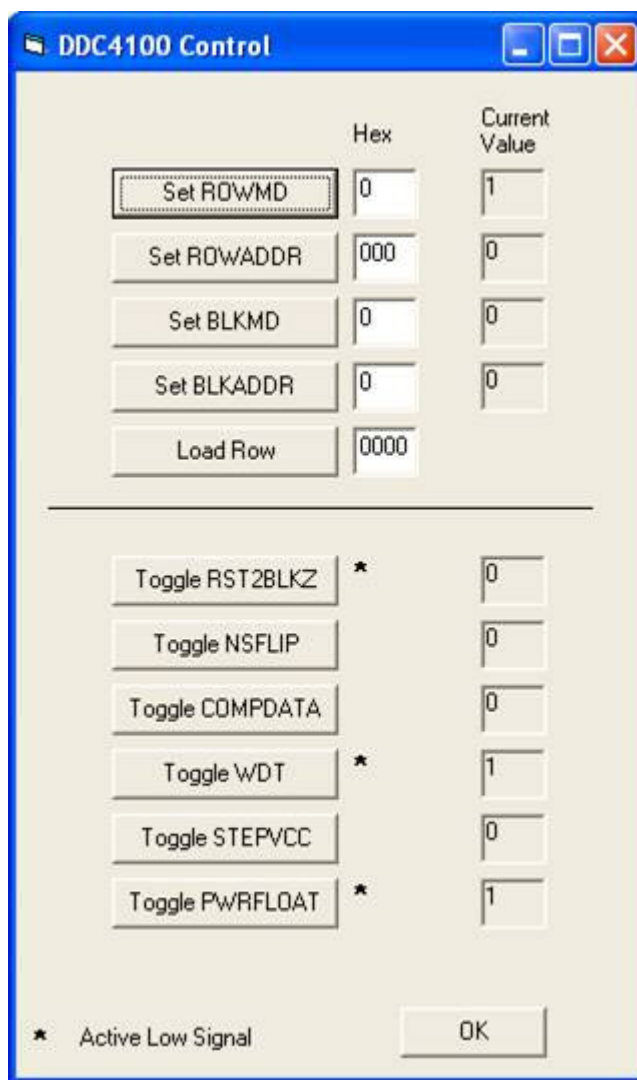 DDC4100 Control
Hex
Current
Value
Set ROWMD 0 1
Set ROWADDR 000 0
Set BLKMD 0 0
Set BLKADDR 0 0
Load Row 0000
Toggle RST2BLKZ * 0
Toggle NSFLIP 0
Toggle COMPDATA 0
Toggle WDT * 1
Toggle STEPVCC 0
Toggle PWRFLOAT * 1
* Active Low Signal
OK